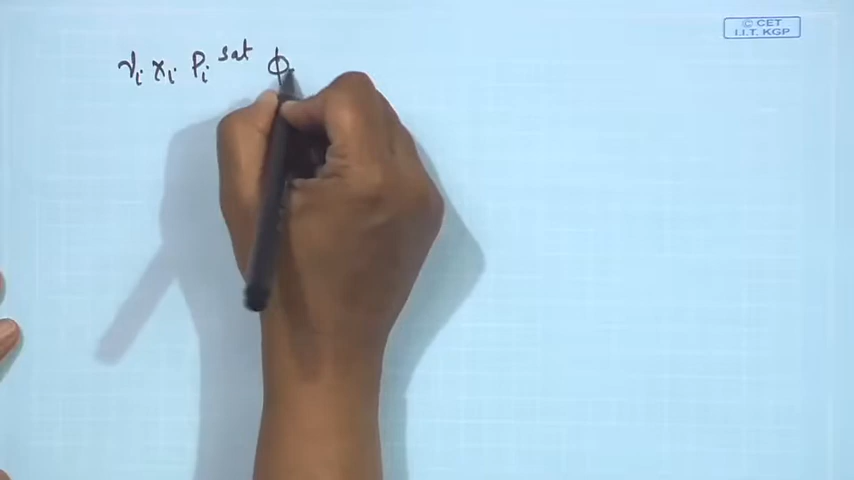 γᵢ xᵢ Pᵢ ˢᵃᵗ ϕ
© CET
I.I.T. KGP